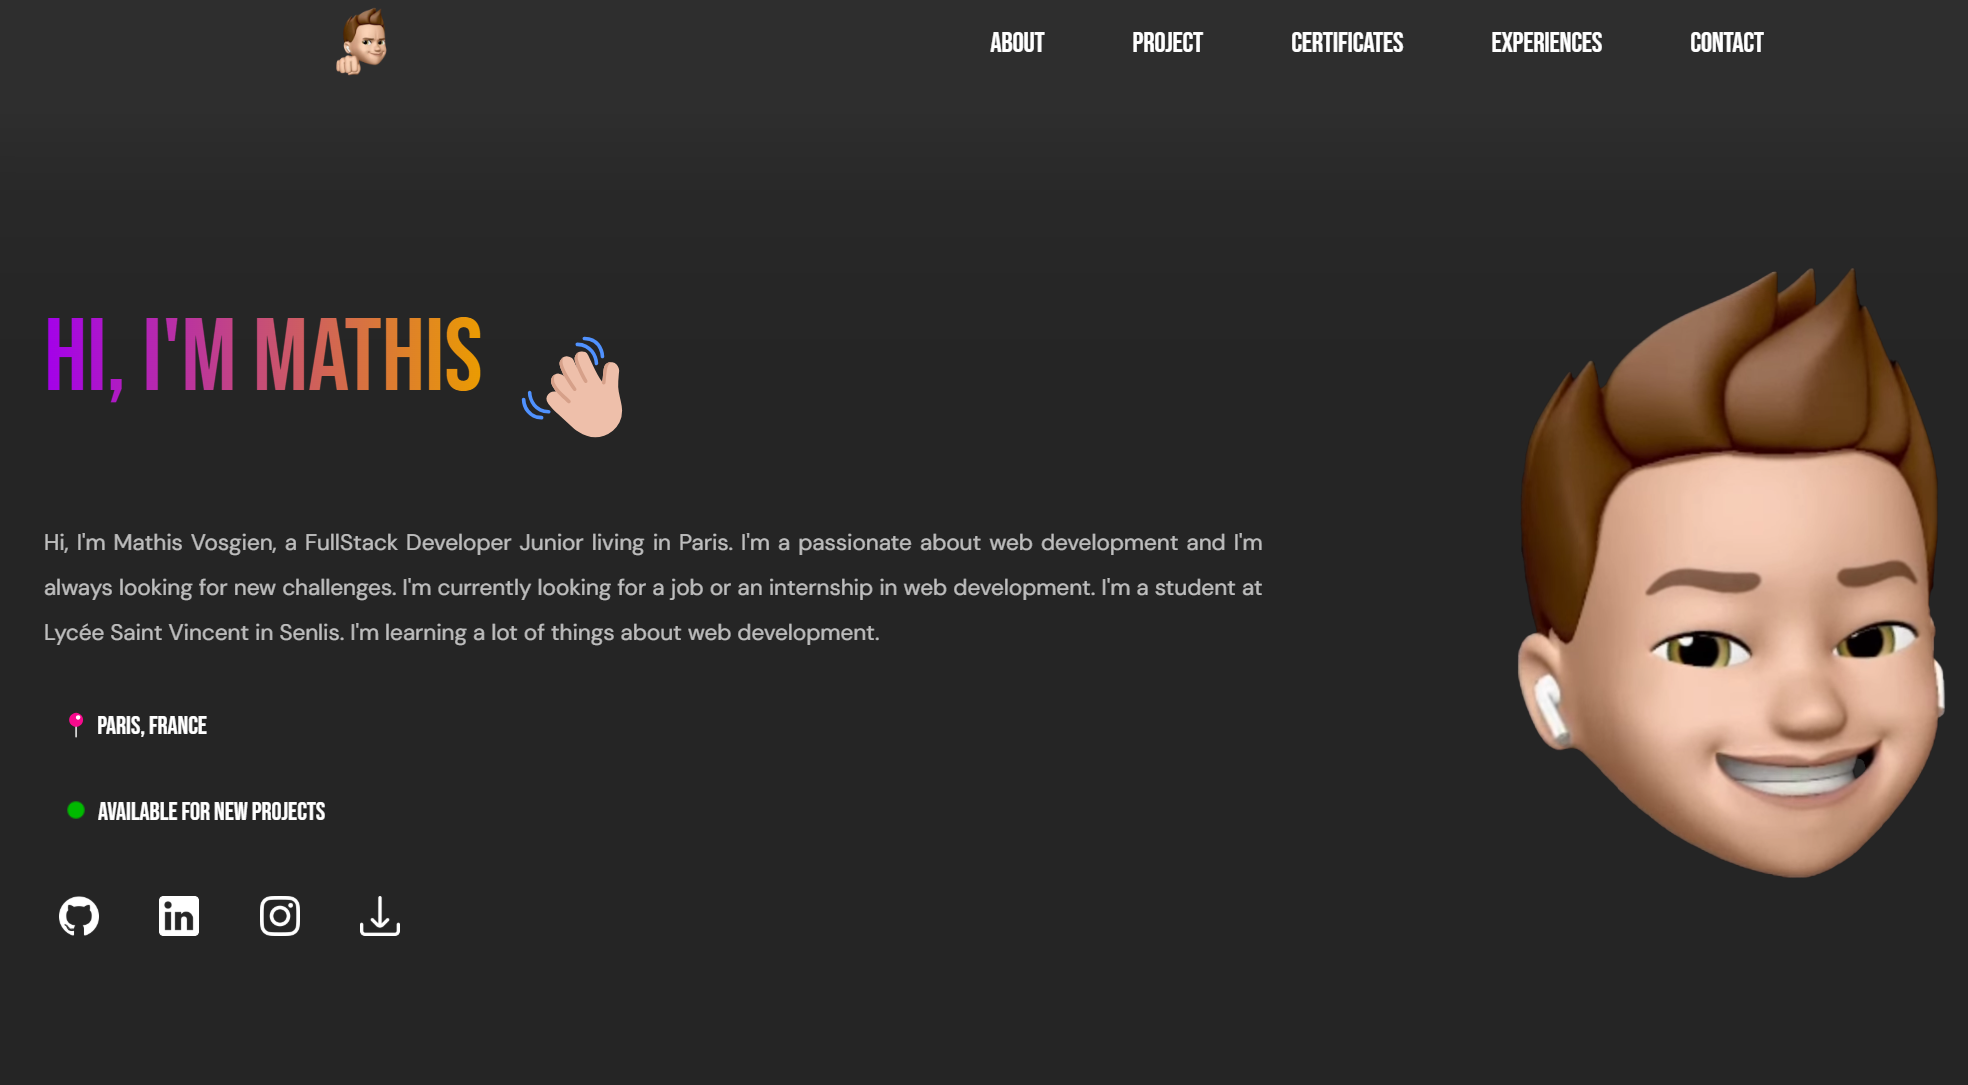 ABOUT PROJECT CERTIFICATES EXPERIENCES CONTACT
HI, I'M MATHIS
Hi, I'm Mathis Vosgien, a FullStack Developer Junior living in Paris. I'm a passionate about web development and I'm
always looking for new challenges. I'm currently looking for a job or an internship in web development. I'm a student at
Lycée Saint Vincent in Senlis. I'm learning a lot of things about web development.
PARIS, FRANCE
AVAILABLE FOR NEW PROJECTS
in